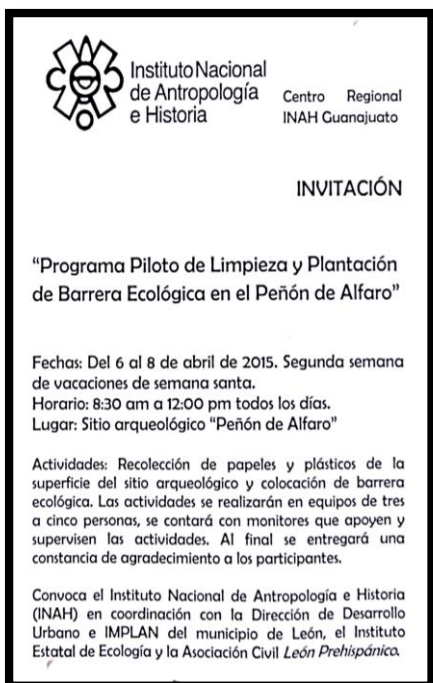 Instituto Nacional
de Antropología
e Historia
Centro Regional
INAH Guanajuato
INVITACIÓN
“Programa Piloto de Limpieza y Plantación
de Barrera Ecológica en el Peñón de Alfaro”
Fechas: Del 6 al 8 de abril de 2015. Segunda semana
de vacaciones de semana santa.
Horario: 8:30 am a 12:00 pm todos los días.
Lugar: Sitio arqueológico “Peñón de Alfaro”
Actividades: Recolección de papeles y plásticos de la
superficie del sitio arqueológico y colocación de barrera
ecológica. Las actividades se realizarán en equipos de tres
a cinco personas, se contará con monitores que apoyen y
supervisen las actividades. Al final se entregará una
constancia de agradecimiento a los participantes.
Convoca el Instituto Nacional de Antropología e Historia
(INAH) en coordinación con la Dirección de Desarrollo
Urbano e IMPLAN del municipio de León, el Instituto
Estatal de Ecología y la Asociación Civil León Prehispánico.